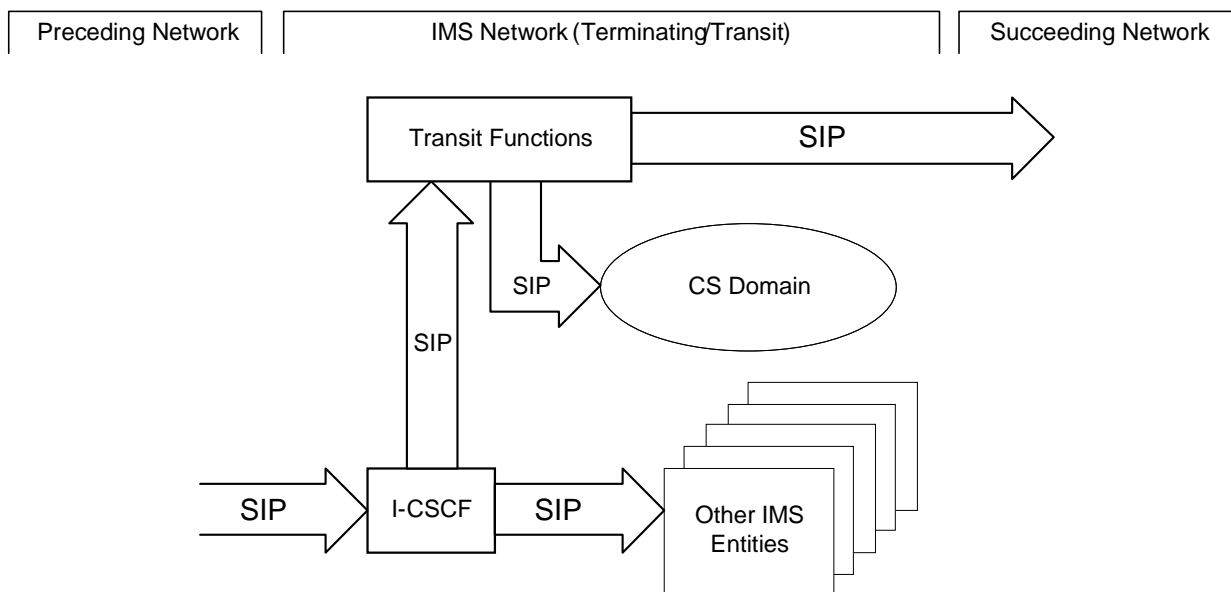 Preceding Network
IMS Network (Terminating/Transit)
Succeeding Network
Transit Functions
SIP
SIP
CS Domain
SIP
SIP
I-CSCF
SIP
Other IMS
Entities